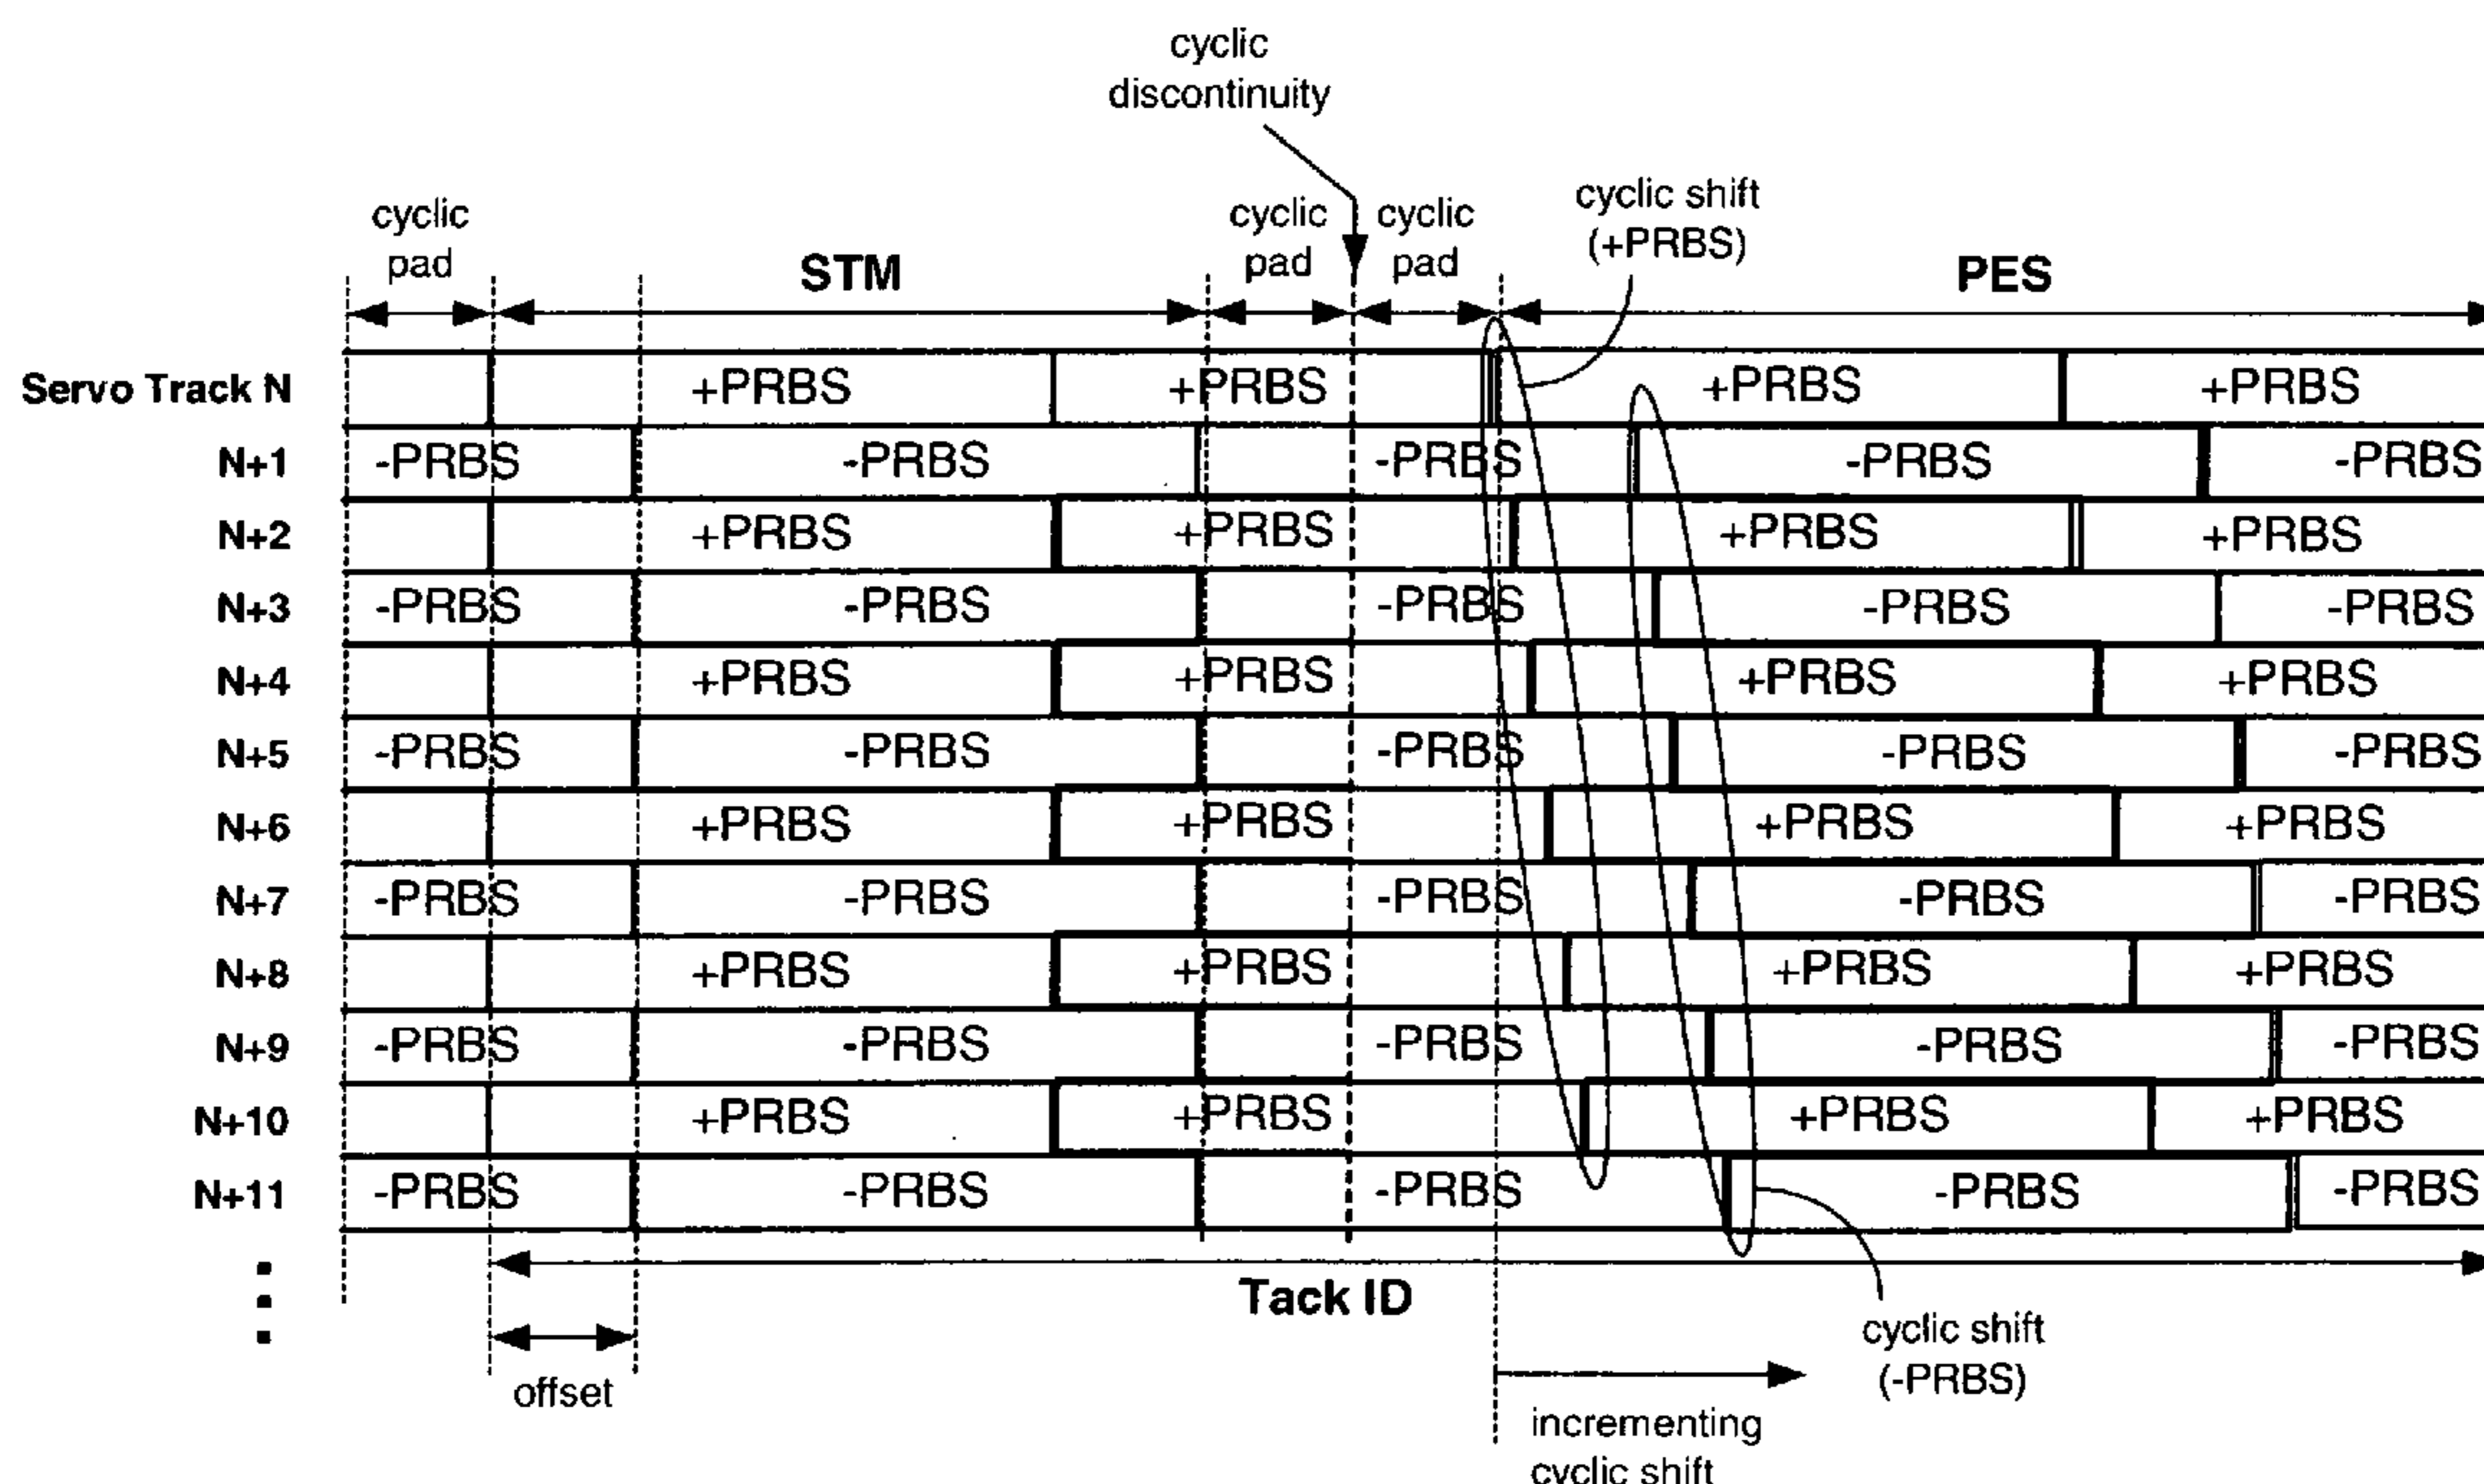 cyclic
discontinuity
cyclic shift
(+PRBS)
cyclic
pad
STM
cyclic
pad
cyclic
pad
PES
Servo Track N +PRBS +PRBS +PRBS +PRBS
N+1 -PRBS -PRBS -PRBS -PRBS -PRBS
N+2 +PRBS +PRBS +PRBS +PRBS
N+3 -PRBS -PRBS -PRBS -PRBS -PRBS
N+4 +PRBS +PRBS +PRBS +PRBS
N+5 -PRBS -PRBS -PRBS -PRBS -PRBS
N+6 +PRBS +PRBS +PRBS +PRBS
N+7 -PRBS -PRBS -PRBS -PRBS -PRBS
N+8 +PRBS +PRBS +PRBS +PRBS
N+9 -PRBS -PRBS -PRBS -PRBS -PRBS
N+10 +PRBS +PRBS +PRBS +PRBS
N+11 -PRBS -PRBS -PRBS -PRBS -PRBS
Tack ID
offset
cyclic shift
(-PRBS)
incrementing
cyclic shift